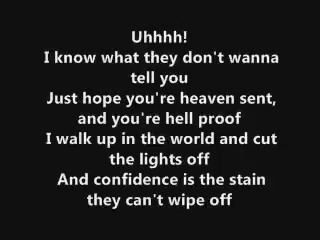 Uhhhh!
I know what they don't wanna
tell you
Just hope you're heaven sent,
and you're hell proof
I walk up in the world and cut
the lights off
And confidence is the stain
they can't wipe off